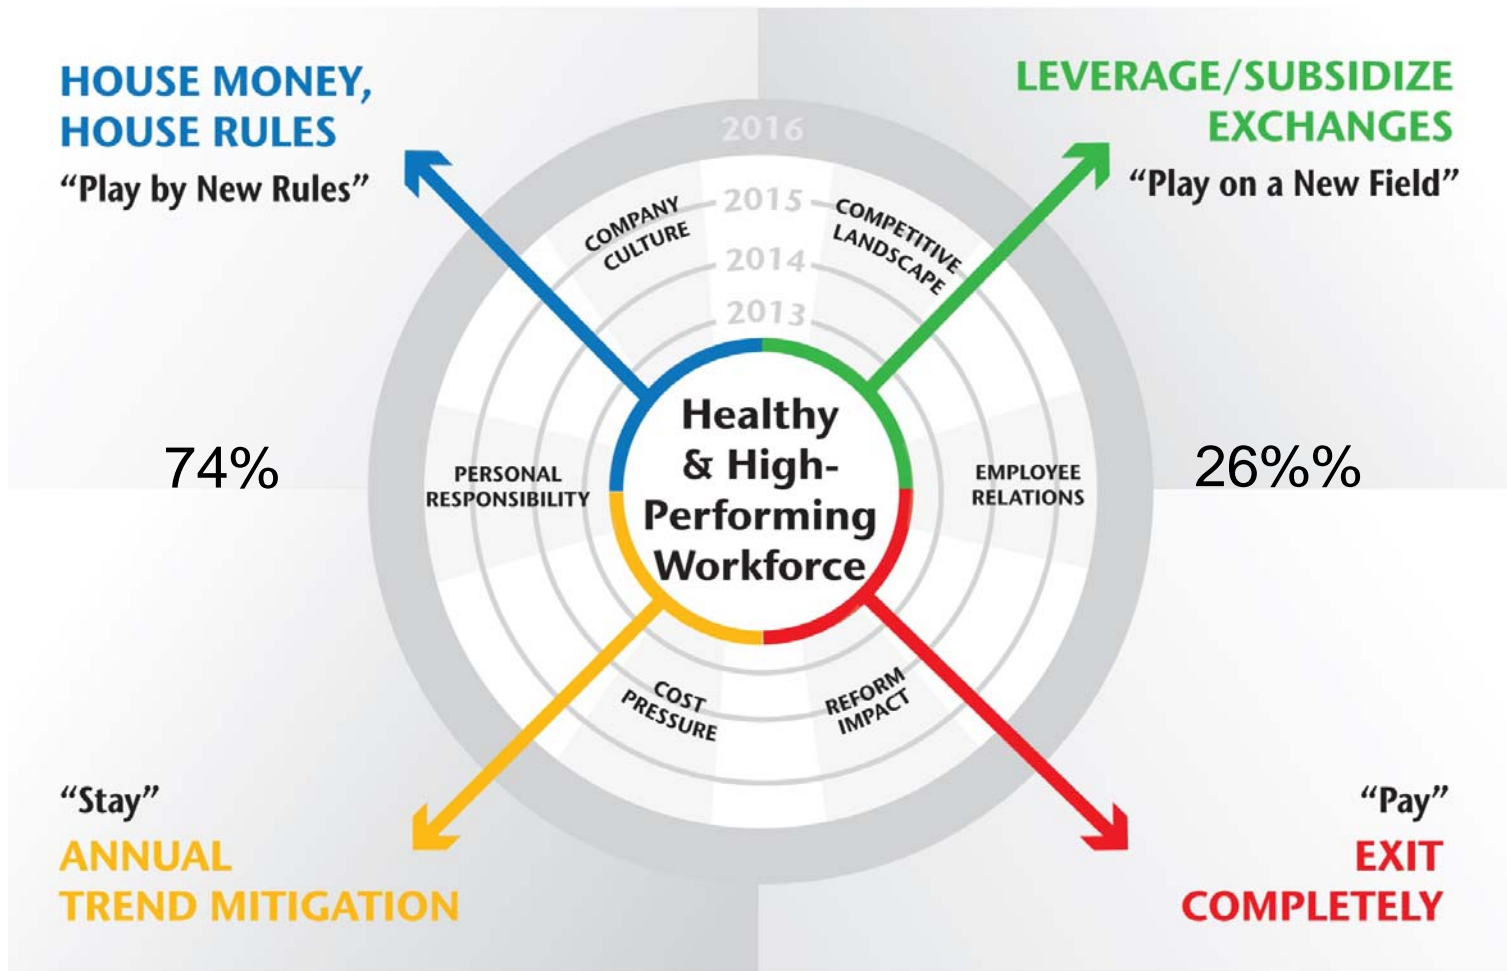 HOUSE MONEY,
HOUSE RULES
“Play by New Rules”
LEVERAGE/SUBSIDIZE
EXCHANGES
“Play on a New Field”
2016
2015
2014
2013
COMPANY
CULTURE
COMPETITIVE
LANDSCAPE
74%
PERSONAL
RESPONSIBILITY
Healthy
& High-
Performing
Workforce
EMPLOYEE
RELATIONS
26%%
COST
PRESSURE
REFORM
IMPACT
“Stay”
ANNUAL
TREND MITIGATION
“Pay”
EXIT
COMPLETELY